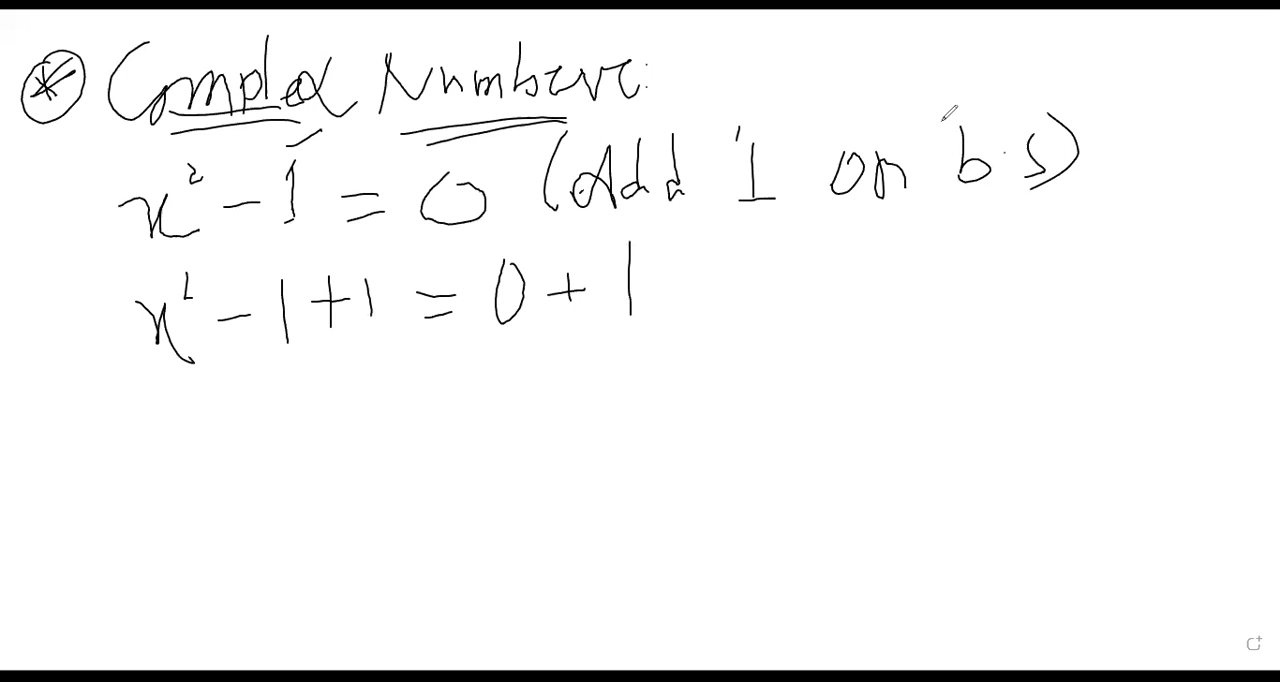 * Complex Numbers:
x² - 1 = 0 (Add '1 on b.s)
x² - 1 + 1 = 0 + 1